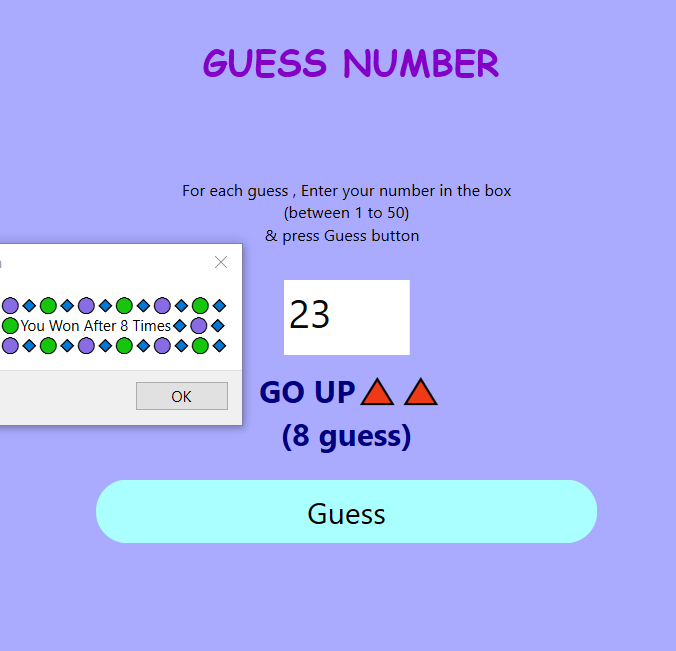 GUESS NUMBER
For each guess , Enter your number in the box
(between 1 to 50)
& press Guess button
You Won After 8 Times
OK
23
GO UP
(8 guess)
Guess